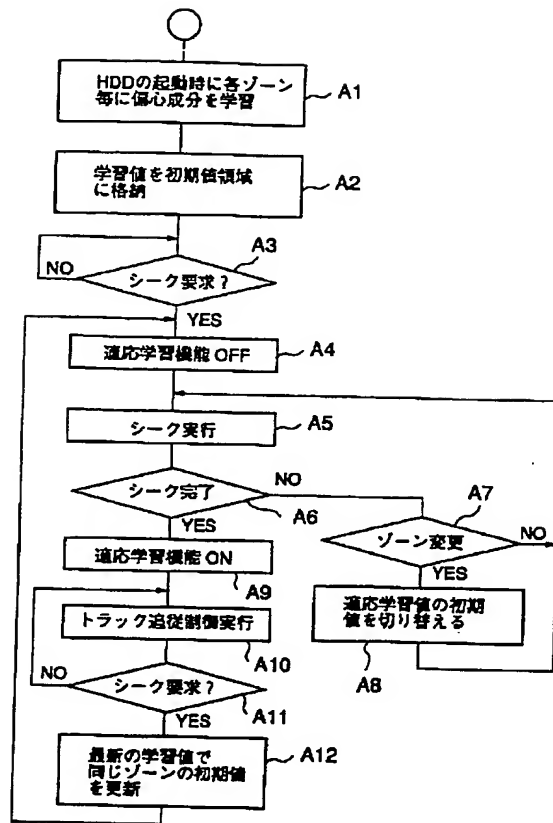 HDDの起動時に各ゾーン
毎に偏心成分を学習
A1
学習値を初期値領域
に格納
A2
A3
NO
シーク要求?
YES
適応学習機能 OFF
A4
シーク実行
A5
シーク完了
NO
A6
YES
A7
ゾーン変更
NO
YES
適応学習機能 ON
A9
適応学習値の初期
値を切り替える
A8
トラック追従制御実行
A10
NO
シーク要求?
A11
YES
最新の学習値で
同じゾーンの初期値
を更新
A12